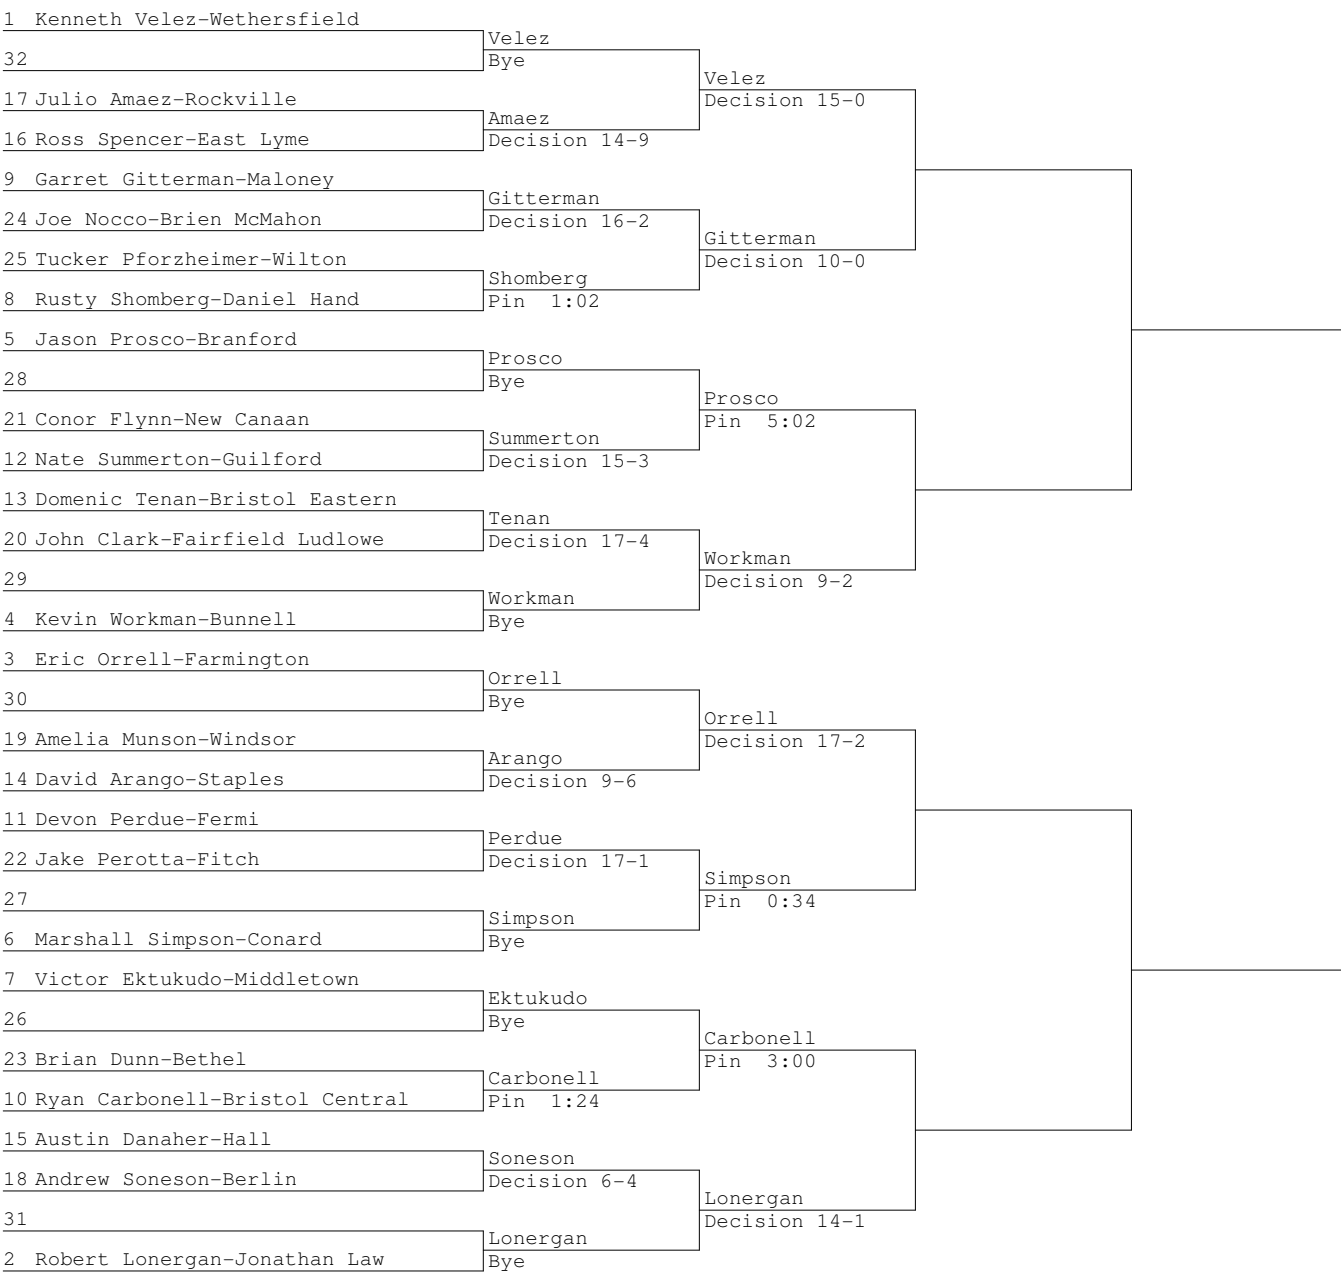 1 Kenneth Velez-Wethersfield
Velez
32
Bye
Velez
17 Julio Amaez-Rockville
Decision 15-0
Amaez
16 Ross Spencer-East Lyme
Decision 14-9
9 Garret Gitterman-Maloney
Gitterman
24 Joe Nocco-Brien McMahon
Decision 16-2
Gitterman
25 Tucker Pforzheimer-Wilton
Decision 10-0
Shomberg
8 Rusty Shomberg-Daniel Hand
Pin 1:02
5 Jason Prosco-Branford
Prosco
28
Bye
Prosco
21 Conor Flynn-New Canaan
Pin 5:02
Summerton
12 Nate Summerton-Guilford
Decision 15-3
13 Domenic Tenan-Bristol Eastern
Tenan
20 John Clark-Fairfield Ludlowe
Decision 17-4
Workman
29
Decision 9-2
Workman
4 Kevin Workman-Bunnell
Bye
3 Eric Orrell-Farmington
Orrell
30
Bye
Orrell
19 Amelia Munson-Windsor
Decision 17-2
Arango
14 David Arango-Staples
Decision 9-6
11 Devon Perdue-Fermi
Perdue
22 Jake Perotta-Fitch
Decision 17-1
Simpson
27
Pin 0:34
Simpson
6 Marshall Simpson-Conard
Bye
7 Victor Ektukudo-Middletown
Ektukudo
26
Bye
Carbonell
23 Brian Dunn-Bethel
Pin 3:00
Carbonell
10 Ryan Carbonell-Bristol Central
Pin 1:24
15 Austin Danaher-Hall
Soneson
18 Andrew Soneson-Berlin
Decision 6-4
Lonergan
31
Decision 14-1
Lonergan
2 Robert Lonergan-Jonathan Law
Bye